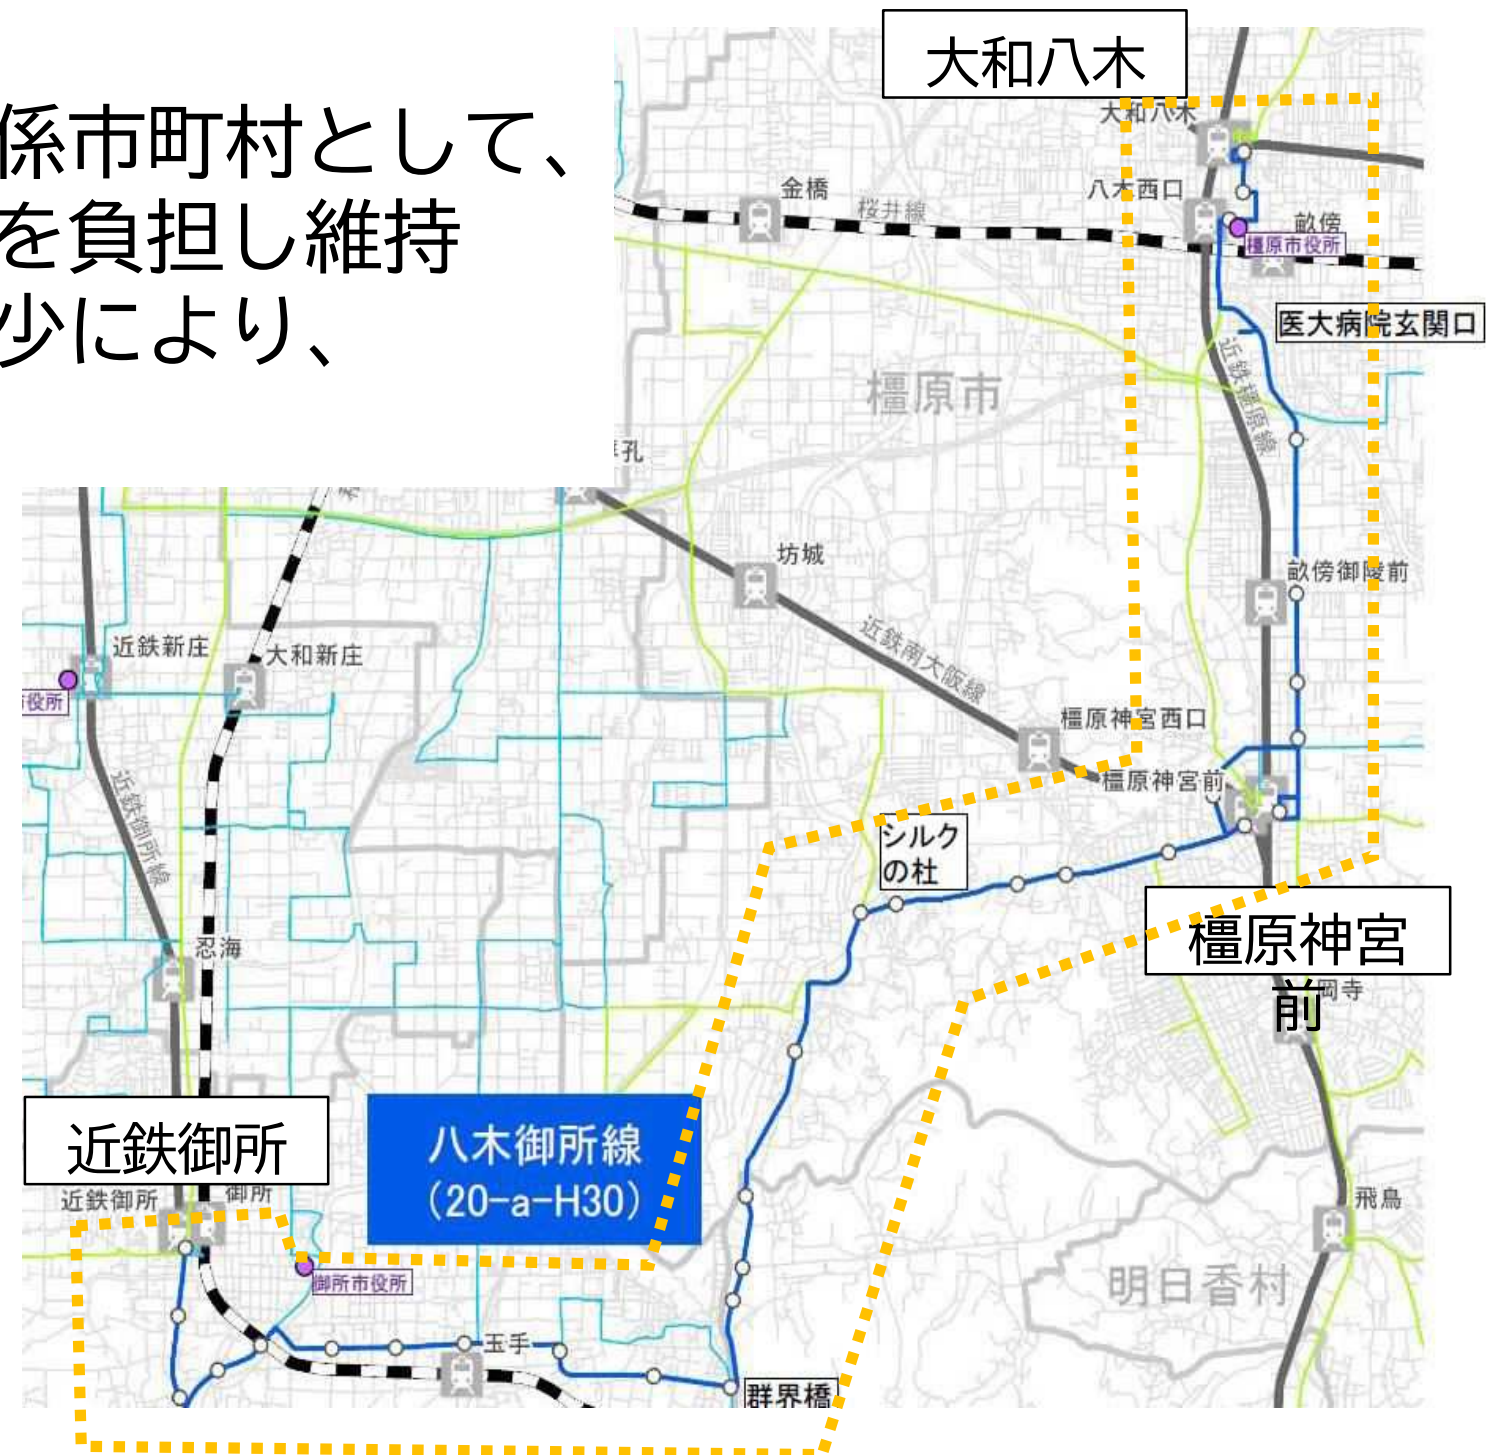 係市町村として、
を負担し維持
少により、
大和八木
大和八木
金橋
桜井線
八木西口
畝傍
橿原市役所
医大病院玄関口
近鉄橿原線
橿原市
坊城
畝傍御陵前
近鉄南大阪線
近鉄新庄
大和新庄
役所
橿原神宮西口
橿原神宮前
近鉄御所線
シルク
の杜
忍海
橿原神宮
前
岡寺
近鉄御所
八木御所線
(20-a-H30)
近鉄御所
御所
飛鳥
御所市役所
明日香村
玉手
群界橋